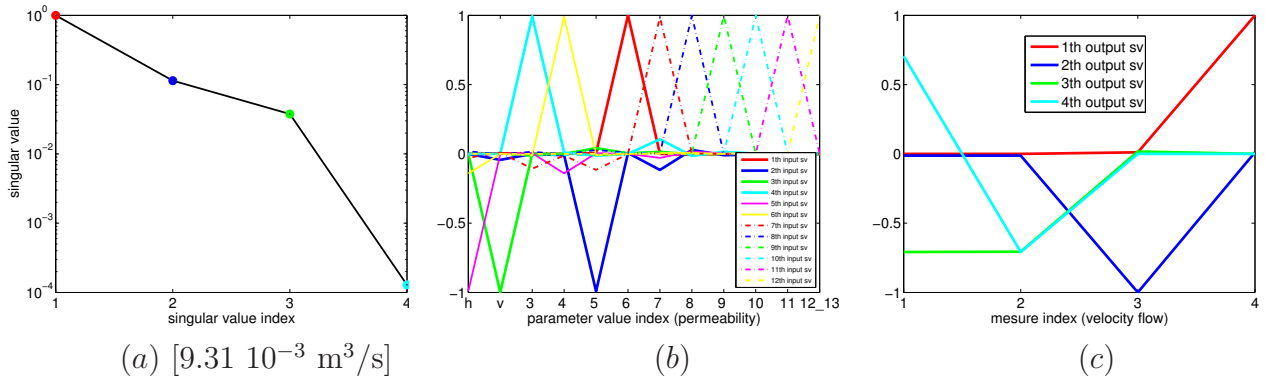 10^0
10^{-1}
10^{-2}
10^{-3}
10^{-4}
singular value
1 2 3 4
singular value index
(a) [9.31 10^{-3} m^3/s]
1
0.5
0
−0.5
−1
h v 3 4 5 6 7 8 9 10 11 12_13
parameter value index (permeability)
1th input sv
2th input sv
3th input sv
4th input sv
5th input sv
6th input sv
7th input sv
8th input sv
9th input sv
10th input sv
11th input sv
12th input sv
(b)
1
0.5
0
−0.5
−1
1 2 3 4
mesure index (velocity flow)
1th output sv
2th output sv
3th output sv
4th output sv
(c)